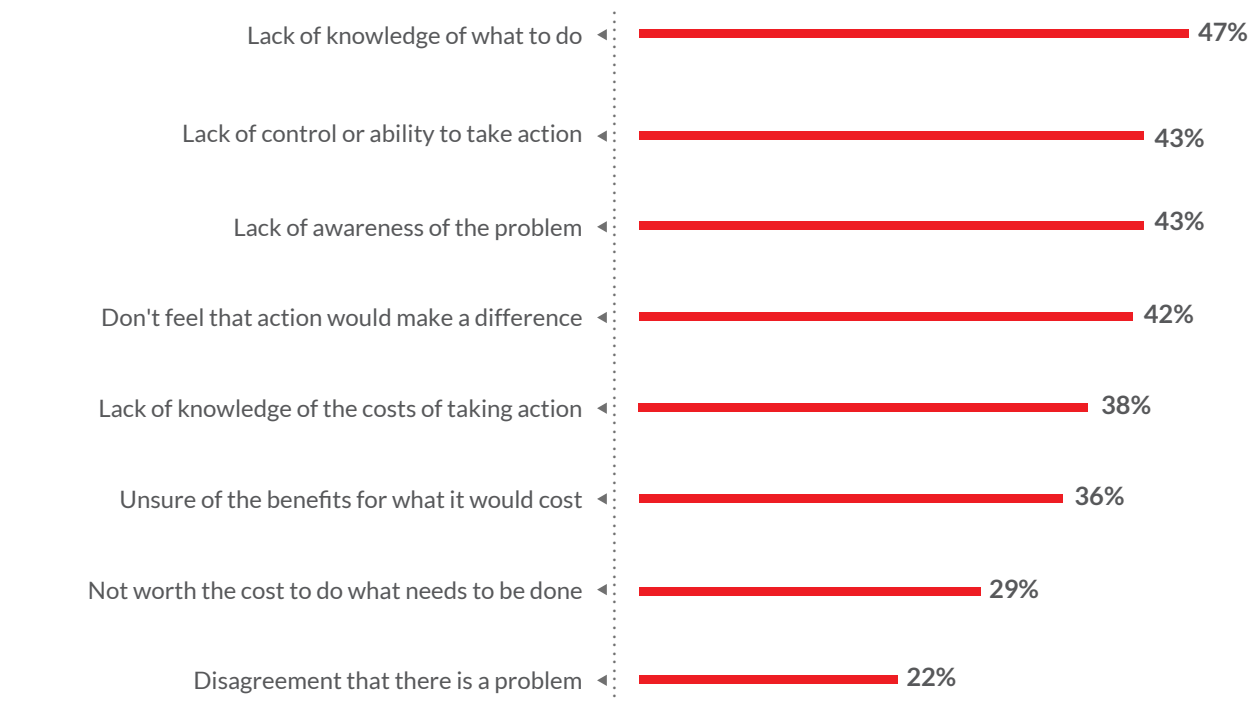 Lack of knowledge of what to do 47%
Lack of control or ability to take action 43%
Lack of awareness of the problem 43%
Don't feel that action would make a difference 42%
Lack of knowledge of the costs of taking action 38%
Unsure of the benefits for what it would cost 36%
Not worth the cost to do what needs to be done 29%
Disagreement that there is a problem 22%